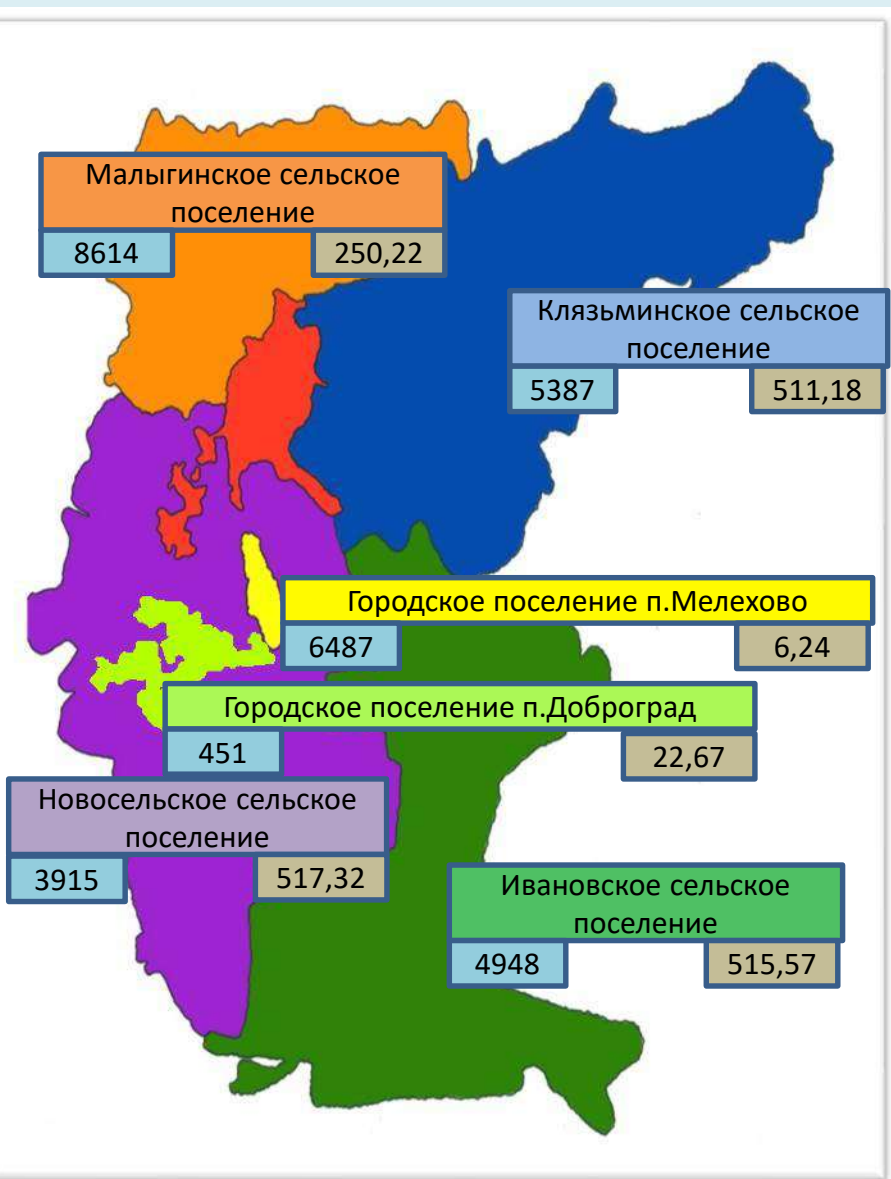 Малыгинское сельское
поселение
8614
250,22
Клязьминское сельское
поселение
5387
511,18
Городское поселение п.Мелехово
6487
6,24
Городское поселение п.Доброград
451
22,67
Новосельское сельское
поселение
3915
517,32
Ивановское сельское
поселение
4948
515,57